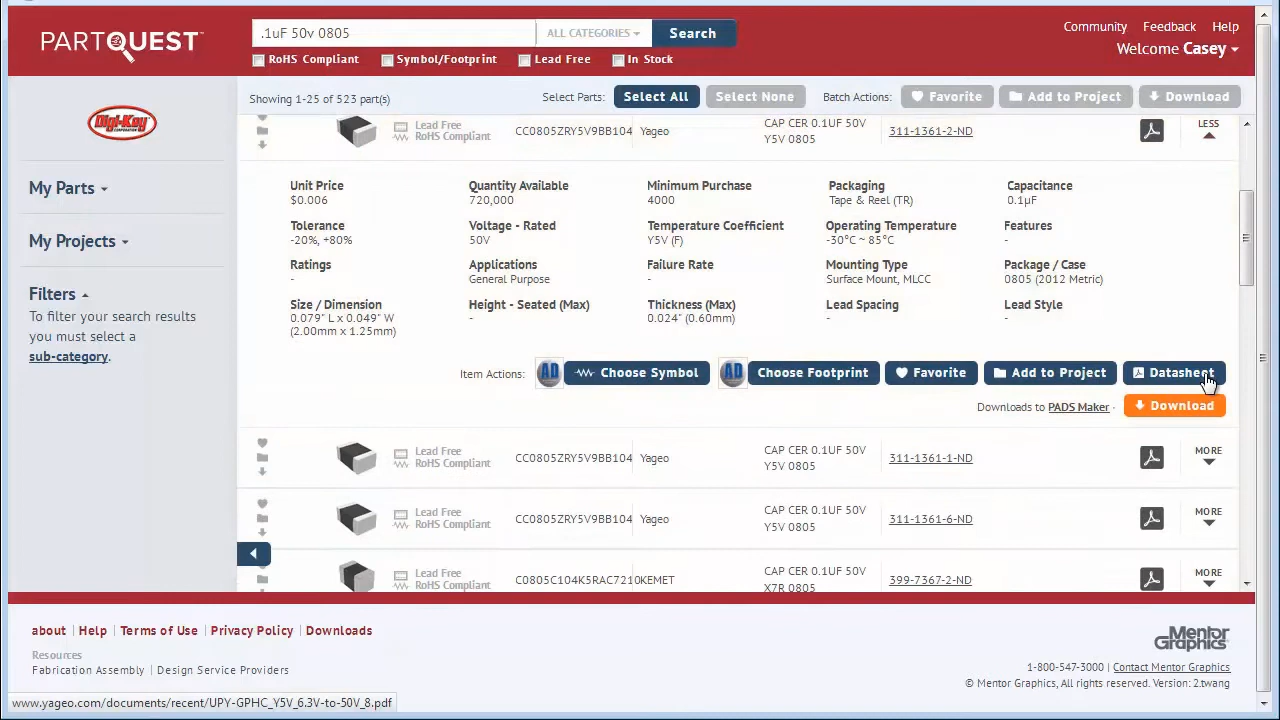 PARTQUEST
.1uF 50v 0805
ALL CATEGORIES
Search
Community Feedback Help
Welcome Casey
RoHS Compliant Symbol/Footprint Lead Free In Stock
Digi-Key
CORPORATION
My Parts
My Projects
Filters
To filter your search results
you must select a
sub-category.
Showing 1-25 of 523 part(s)
Select Parts: Select All Select None Batch Actions: Favorite Add to Project Download
Lead Free
RoHS Compliant
CC0805ZRY5V9BB104 Yageo
CAP CER 0.1UF 50V
Y5V 0805
311-1361-2-ND
LESS
Unit Price
$0.006
Quantity Available
720,000
Minimum Purchase
4000
Packaging
Tape & Reel (TR)
Capacitance
0.1µF
Tolerance
-20%, +80%
Voltage - Rated
50V
Temperature Coefficient
Y5V (F)
Operating Temperature
-30°C ~ 85°C
Features
-
Ratings
-
Applications
General Purpose
Failure Rate
-
Mounting Type
Surface Mount, MLCC
Package / Case
0805 (2012 Metric)
Size / Dimension
0.079" L x 0.049" W
(2.00mm x 1.25mm)
Height - Seated (Max)
-
Thickness (Max)
0.024" (0.60mm)
Lead Spacing
-
Lead Style
-
Item Actions: AD Choose Symbol AD Choose Footprint Favorite Add to Project Datasheet
Downloads to PADS Maker - Download
Lead Free
RoHS Compliant
CC0805ZRY5V9BB104 Yageo
CAP CER 0.1UF 50V
Y5V 0805
311-1361-1-ND
MORE
Lead Free
RoHS Compliant
CC0805ZRY5V9BB104 Yageo
CAP CER 0.1UF 50V
Y5V 0805
311-1361-6-ND
MORE
Lead Free
RoHS Compliant
C0805C104K5RAC7210KEMET
CAP CER 0.1UF 50V
X7R 0805
399-7367-2-ND
MORE
about | Help | Terms of Use | Privacy Policy | Downloads
Resources
Fabrication Assembly | Design Service Providers
Mentor
Graphics
1-800-547-3000 | Contact Mentor Graphics
© Mentor Graphics, All rights reserved. Version: 2.twang
www.yageo.com/documents/recent/UPY-GPHC_Y5V_6.3V-to-50V_8.pdf